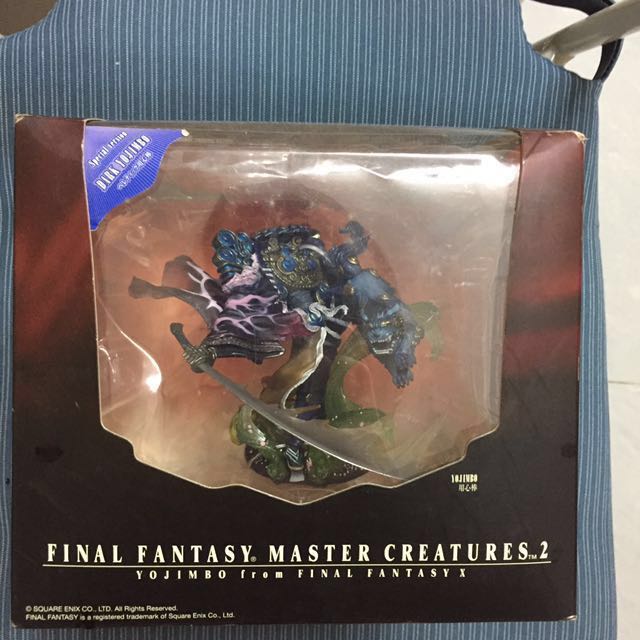 Special version
DARK YOJIMBO
YOJIMBO
用心棒
FINAL FANTASY® MASTER CREATURES™ 2
YOJIMBO from FINAL FANTASY X
© SQUARE ENIX CO., LTD. All Rights Reserved.
FINAL FANTASY is a registered trademark of Square Enix Co., Ltd.